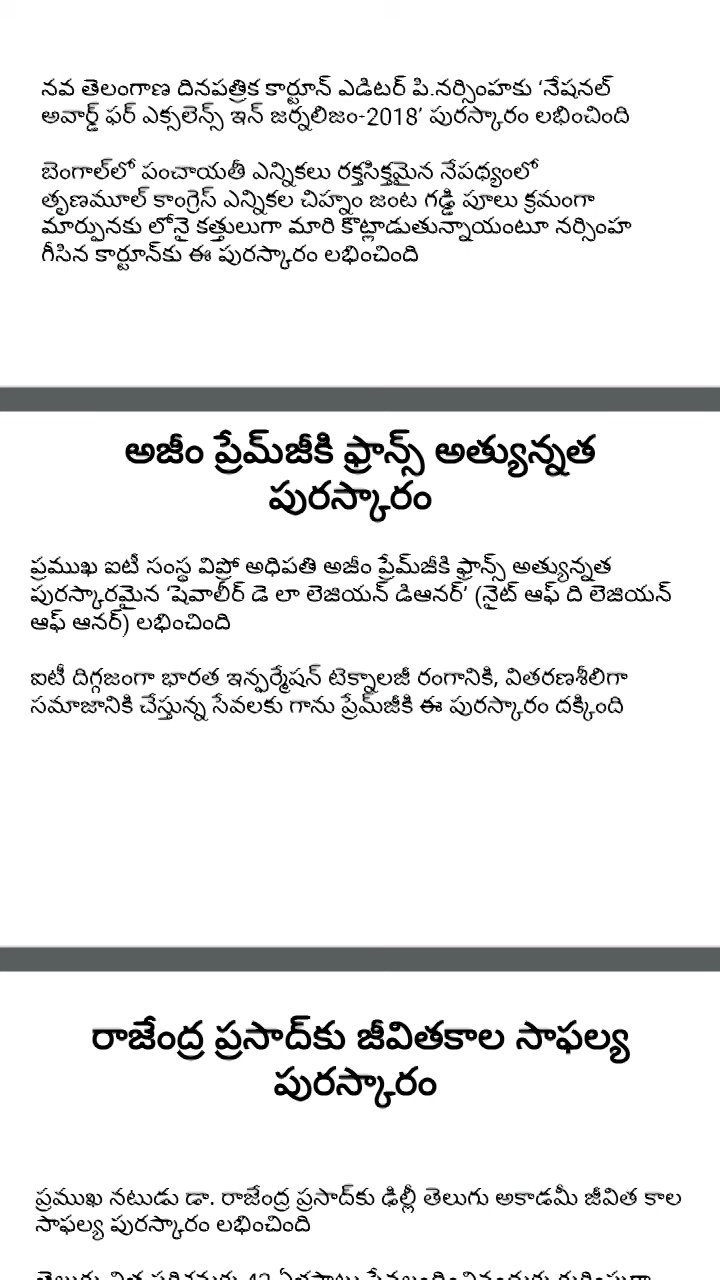 నవ తెలంగాణ దినపత్రిక కార్టూన్ ఎడిటర్ పి.నర్సింహకు ‘నేషనల్
అవార్డ్ ఫర్ ఎక్సలెన్స్ ఇన్ జర్నలిజం-2018’ పురస్కారం లభించింది
బెంగాల్‌లో పంచాయతీ ఎన్నికలు రక్తసిక్తమైన నేపథ్యంలో
తృణమూల్ కాంగ్రెస్ ఎన్నికల చిహ్నం జంట గడ్డి పూలు క్రమంగా
మార్పునకు లోనై కత్తులుగా మారి కొట్లాడుతున్నాయంటూ నర్సింహ
గీసిన కార్టూన్‌కు ఈ పురస్కారం లభించింది
అజీం ప్రేమ్‌జీకి ఫ్రాన్స్ అత్యున్నత
పురస్కారం
ప్రముఖ ఐటీ సంస్థ విప్రో అధిపతి అజీం ప్రేమ్‌జీకి ఫ్రాన్స్ అత్యున్నత
పురస్కారమైన ‘షెవాలీర్ డె లా లెజియన్ డిఆనర్’ (నైట్ ఆఫ్ ది లెజియన్
ఆఫ్ ఆనర్) లభించింది
ఐటీ దిగ్గజంగా భారత ఇన్ఫర్మేషన్ టెక్నాలజీ రంగానికి, వితరణశీలిగా
సమాజానికి చేస్తున్న సేవలకు గాను ప్రేమ్‌జీకి ఈ పురస్కారం దక్కింది
రాజేంద్ర ప్రసాద్‌కు జీవితకాల సాఫల్య
పురస్కారం
ప్రముఖ నటుడు డా. రాజేంద్ర ప్రసాద్‌కు ఢిల్లీ తెలుగు అకాడమీ జీవిత కాల
సాఫల్య పురస్కారం లభించింది